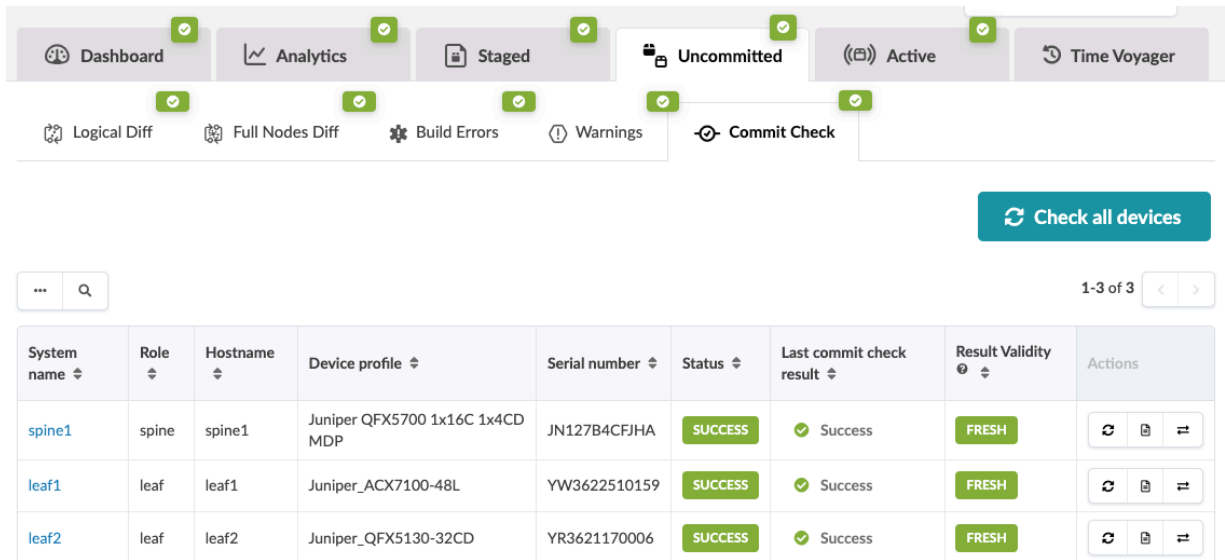 Dashboard Analytics Staged Uncommitted Active Time Voyager
Logical Diff Full Nodes Diff Build Errors Warnings Commit Check
Check all devices
1-3 of 3
System name Role Hostname Device profile Serial number Status Last commit check result Result Validity Actions
spine1 spine spine1 Juniper QFX5700 1x16C 1x4CD MDP JN127B4CFJHA SUCCESS Success FRESH
leaf1 leaf leaf1 Juniper_ACX7100-48L YW3622510159 SUCCESS Success FRESH
leaf2 leaf leaf2 Juniper_QFX5130-32CD YR3621170006 SUCCESS Success FRESH